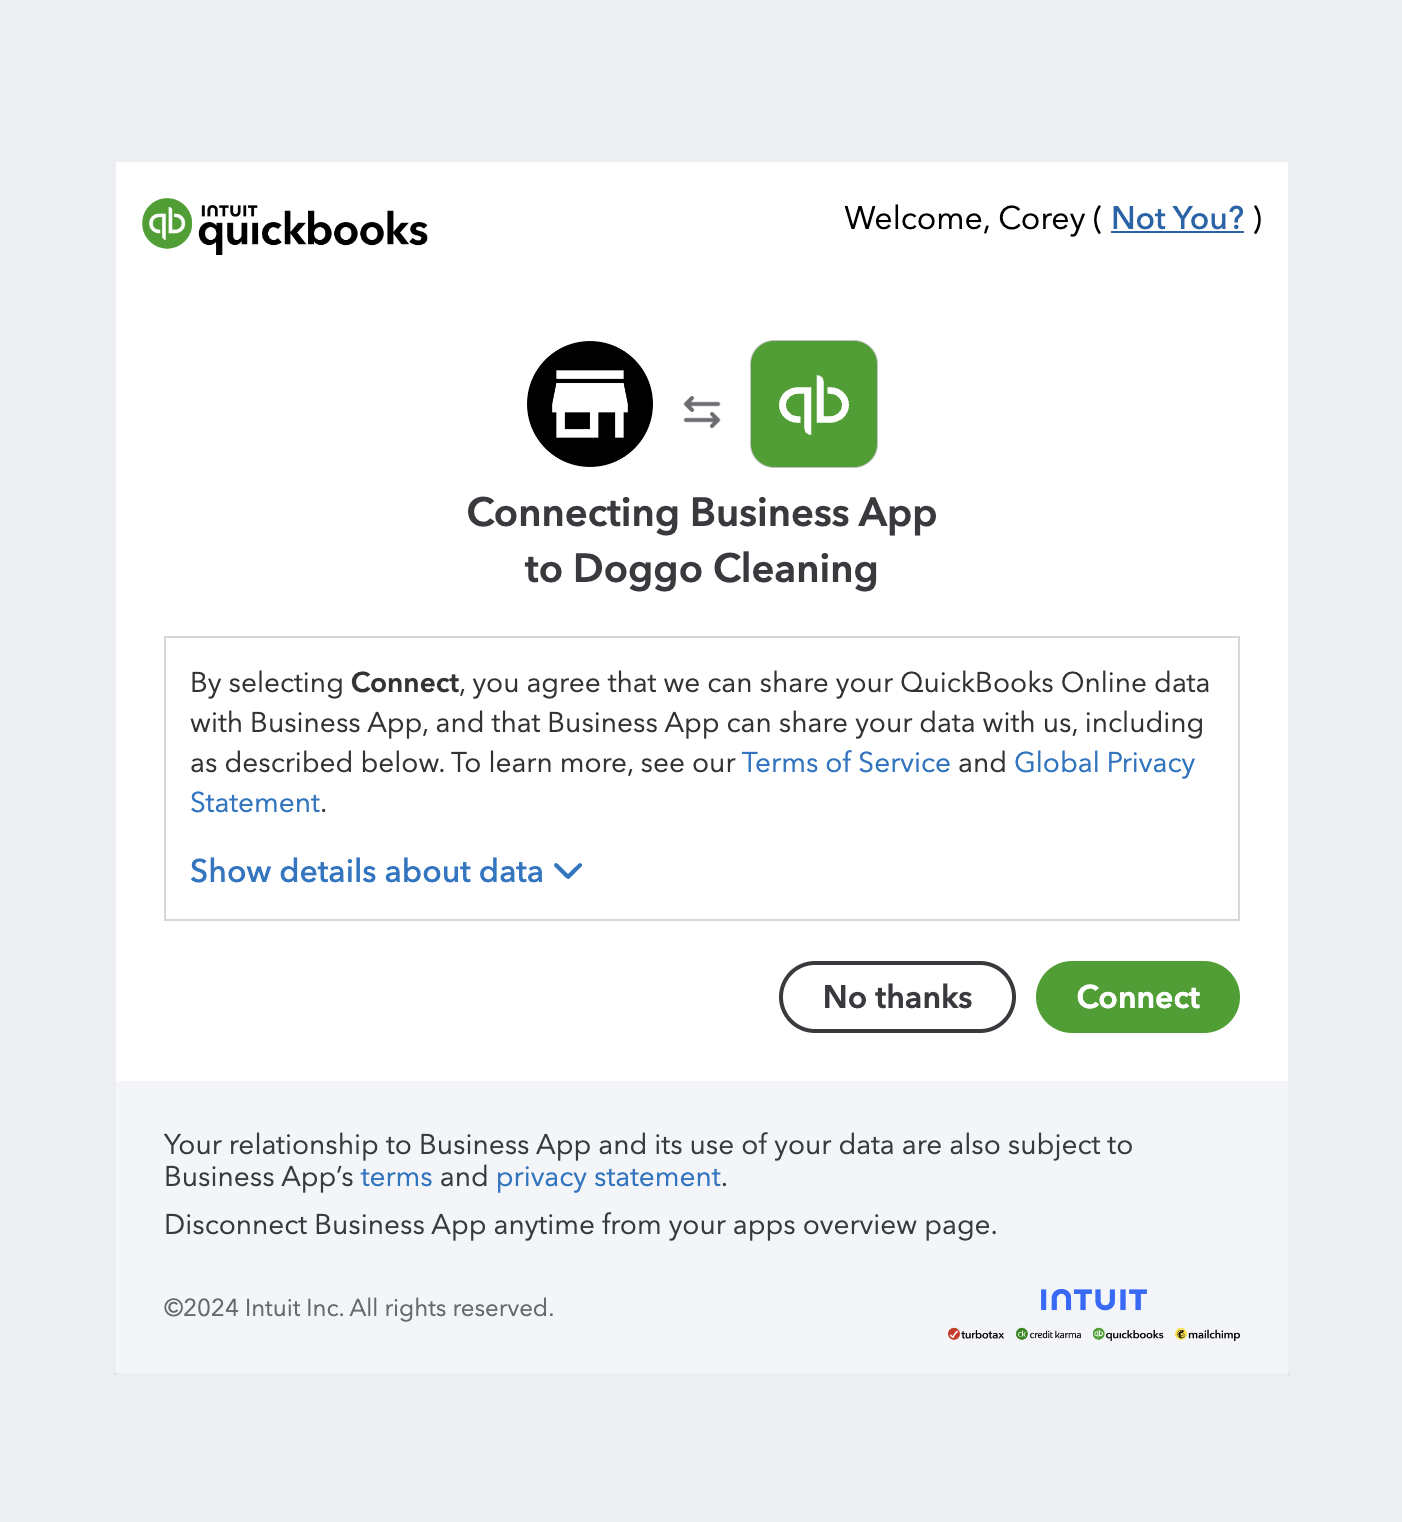 INTUIT
quickbooks
Welcome, Corey ( Not You? )
Connecting Business App
to Doggo Cleaning
By selecting Connect, you agree that we can share your QuickBooks Online data
with Business App, and that Business App can share your data with us, including
as described below. To learn more, see our Terms of Service and Global Privacy
Statement.
Show details about data
No thanks
Connect
Your relationship to Business App and its use of your data are also subject to
Business App’s terms and privacy statement.
Disconnect Business App anytime from your apps overview page.
©2024 Intuit Inc. All rights reserved.
INTUIT
turbotax credit karma quickbooks mailchimp